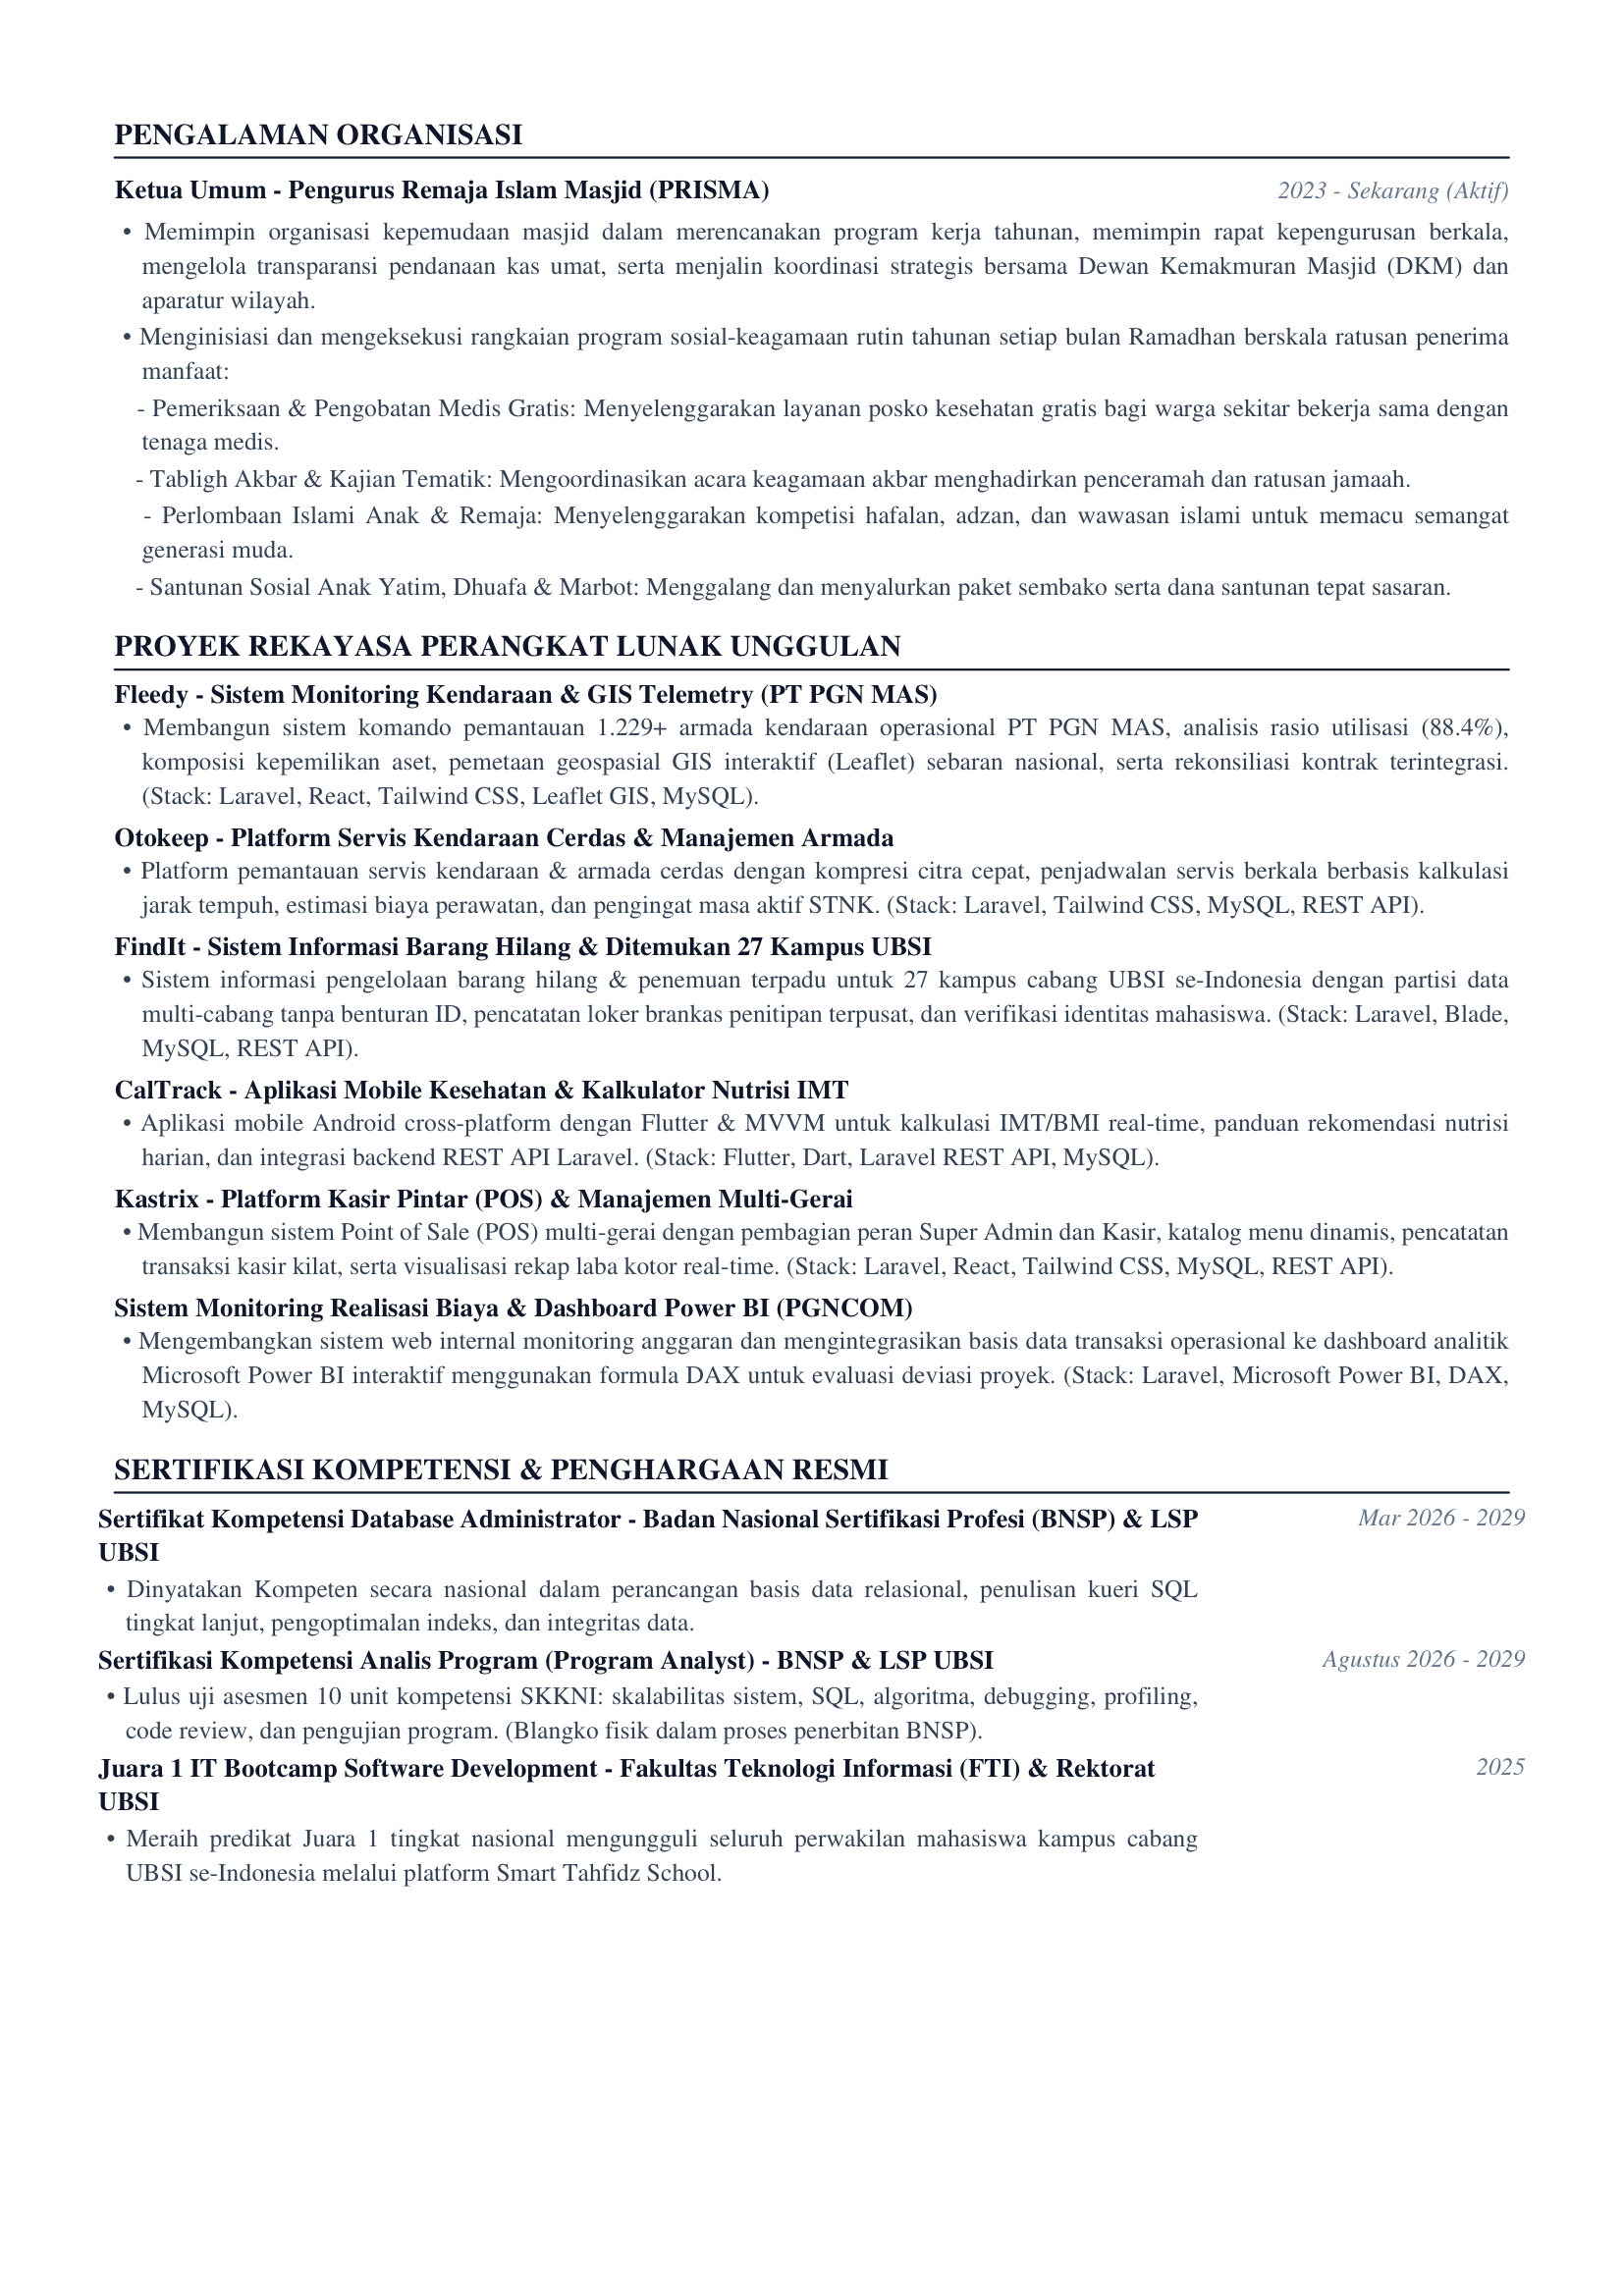 PENGALAMAN ORGANISASI
Ketua Umum - Pengurus Remaja Islam Masjid (PRISMA) 2023 - Sekarang (Aktif)
• Memimpin organisasi kepemudaan masjid dalam merencanakan program kerja tahunan, memimpin rapat kepengurusan berkala,
mengelola transparansi pendanaan kas umat, serta menjalin koordinasi strategis bersama Dewan Kemakmuran Masjid (DKM) dan
aparatur wilayah.
• Menginisiasi dan mengeksekusi rangkaian program sosial-keagamaan rutin tahunan setiap bulan Ramadhan berskala ratusan penerima
manfaat:
- Pemeriksaan & Pengobatan Medis Gratis: Menyelenggarakan layanan posko kesehatan gratis bagi warga sekitar bekerja sama dengan
tenaga medis.
- Tabligh Akbar & Kajian Tematik: Mengoordinasikan acara keagamaan akbar menghadirkan penceramah dan ratusan jamaah.
- Perlombaan Islami Anak & Remaja: Menyelenggarakan kompetisi hafalan, adzan, dan wawasan islami untuk memacu semangat
generasi muda.
- Santunan Sosial Anak Yatim, Dhuafa & Marbot: Menggalang dan menyalurkan paket sembako serta dana santunan tepat sasaran.
PROYEK REKAYASA PERANGKAT LUNAK UNGGULAN
Fleedy - Sistem Monitoring Kendaraan & GIS Telemetry (PT PGN MAS)
• Membangun sistem komando pemantauan 1.229+ armada kendaraan operasional PT PGN MAS, analisis rasio utilisasi (88.4%),
komposisi kepemilikan aset, pemetaan geospasial GIS interaktif (Leaflet) sebaran nasional, serta rekonsiliasi kontrak terintegrasi.
(Stack: Laravel, React, Tailwind CSS, Leaflet GIS, MySQL).
Otokeep - Platform Servis Kendaraan Cerdas & Manajemen Armada
• Platform pemantauan servis kendaraan & armada cerdas dengan kompresi citra cepat, penjadwalan servis berkala berbasis kalkulasi
jarak tempuh, estimasi biaya perawatan, dan pengingat masa aktif STNK. (Stack: Laravel, Tailwind CSS, MySQL, REST API).
FindIt - Sistem Informasi Barang Hilang & Ditemukan 27 Kampus UBSI
• Sistem informasi pengelolaan barang hilang & penemuan terpadu untuk 27 kampus cabang UBSI se-Indonesia dengan partisi data
multi-cabang tanpa benturan ID, pencatatan loker brankas penitipan terpusat, dan verifikasi identitas mahasiswa. (Stack: Laravel, Blade,
MySQL, REST API).
CalTrack - Aplikasi Mobile Kesehatan & Kalkulator Nutrisi IMT
• Aplikasi mobile Android cross-platform dengan Flutter & MVVM untuk kalkulasi IMT/BMI real-time, panduan rekomendasi nutrisi
harian, dan integrasi backend REST API Laravel. (Stack: Flutter, Dart, Laravel REST API, MySQL).
Kastrix - Platform Kasir Pintar (POS) & Manajemen Multi-Gerai
• Membangun sistem Point of Sale (POS) multi-gerai dengan pembagian peran Super Admin dan Kasir, katalog menu dinamis, pencatatan
transaksi kasir kilat, serta visualisasi rekap laba kotor real-time. (Stack: Laravel, React, Tailwind CSS, MySQL, REST API).
Sistem Monitoring Realisasi Biaya & Dashboard Power BI (PGNCOM)
• Mengembangkan sistem web internal monitoring anggaran dan mengintegrasikan basis data transaksi operasional ke dashboard analitik
Microsoft Power BI interaktif menggunakan formula DAX untuk evaluasi deviasi proyek. (Stack: Laravel, Microsoft Power BI, DAX,
MySQL).
SERTIFIKASI KOMPETENSI & PENGHARGAAN RESMI
Sertifikat Kompetensi Database Administrator - Badan Nasional Sertifikasi Profesi (BNSP) & LSP Mar 2026 - 2029
UBSI
• Dinyatakan Kompeten secara nasional dalam perancangan basis data relasional, penulisan kueri SQL
tingkat lanjut, pengoptimalan indeks, dan integritas data.
Sertifikasi Kompetensi Analis Program (Program Analyst) - BNSP & LSP UBSI Agustus 2026 - 2029
• Lulus uji asesmen 10 unit kompetensi SKKNI: skalabilitas sistem, SQL, algoritma, debugging, profiling,
code review, dan pengujian program. (Blangko fisik dalam proses penerbitan BNSP).
Juara 1 IT Bootcamp Software Development - Fakultas Teknologi Informasi (FTI) & Rektorat 2025
UBSI
• Meraih predikat Juara 1 tingkat nasional mengungguli seluruh perwakilan mahasiswa kampus cabang
UBSI se-Indonesia melalui platform Smart Tahfidz School.